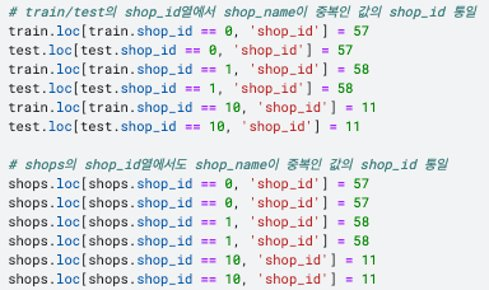 # train/test의 shop_id열에서 shop_name이 중복인 값의 shop_id 통일
train.loc[train.shop_id == 0, 'shop_id'] = 57
test.loc[test.shop_id == 0, 'shop_id'] = 57
train.loc[train.shop_id == 1, 'shop_id'] = 58
test.loc[test.shop_id == 1, 'shop_id'] = 58
train.loc[train.shop_id == 10, 'shop_id'] = 11
test.loc[test.shop_id == 10, 'shop_id'] = 11

# shops의 shop_id열에서도 shop_name이 중복인 값의 shop_id 통일
shops.loc[shops.shop_id == 0, 'shop_id'] = 57
shops.loc[shops.shop_id == 0, 'shop_id'] = 57
shops.loc[shops.shop_id == 1, 'shop_id'] = 58
shops.loc[shops.shop_id == 1, 'shop_id'] = 58
shops.loc[shops.shop_id == 10, 'shop_id'] = 11
shops.loc[shops.shop_id == 10, 'shop_id'] = 11